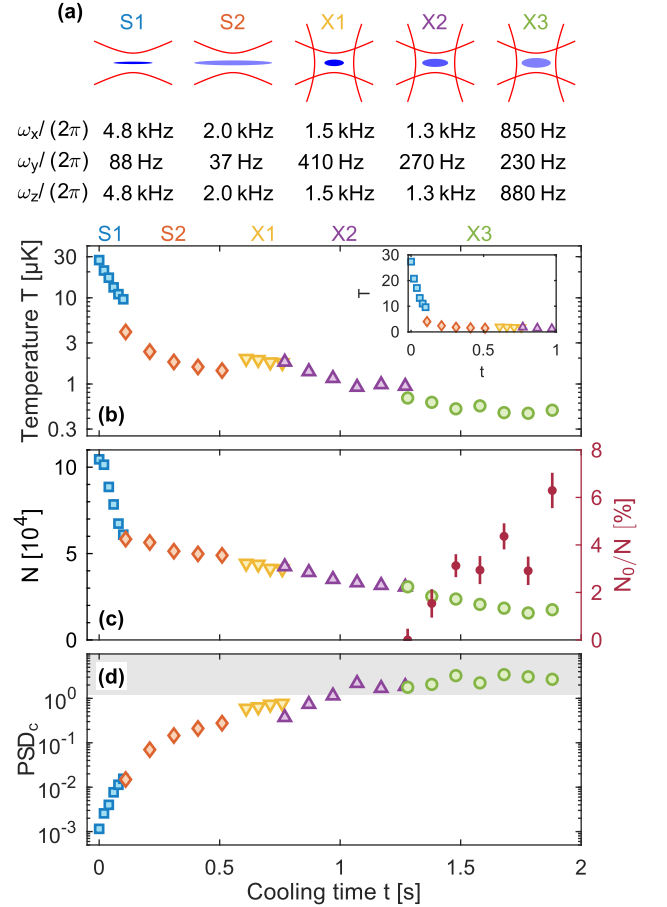 (a)
S1 S2 X1 X2 X3
ωx/ (2π) 4.8 kHz 2.0 kHz 1.5 kHz 1.3 kHz 850 Hz
ωy/ (2π) 88 Hz 37 Hz 410 Hz 270 Hz 230 Hz
ωz/ (2π) 4.8 kHz 2.0 kHz 1.5 kHz 1.3 kHz 880 Hz
S1 S2 X1 X2 X3
Temperature T [µK]
30
10
3
1
0.3
(b)
T
30
20
10
0
0 0.5 1
t
N [10⁴]
10
5
0
(c)
N₀/N [%]
8
6
4
2
0
(d)
PSDc
10⁰
10⁻¹
10⁻²
10⁻³
0 0.5 1 1.5 2
Cooling time t [s]